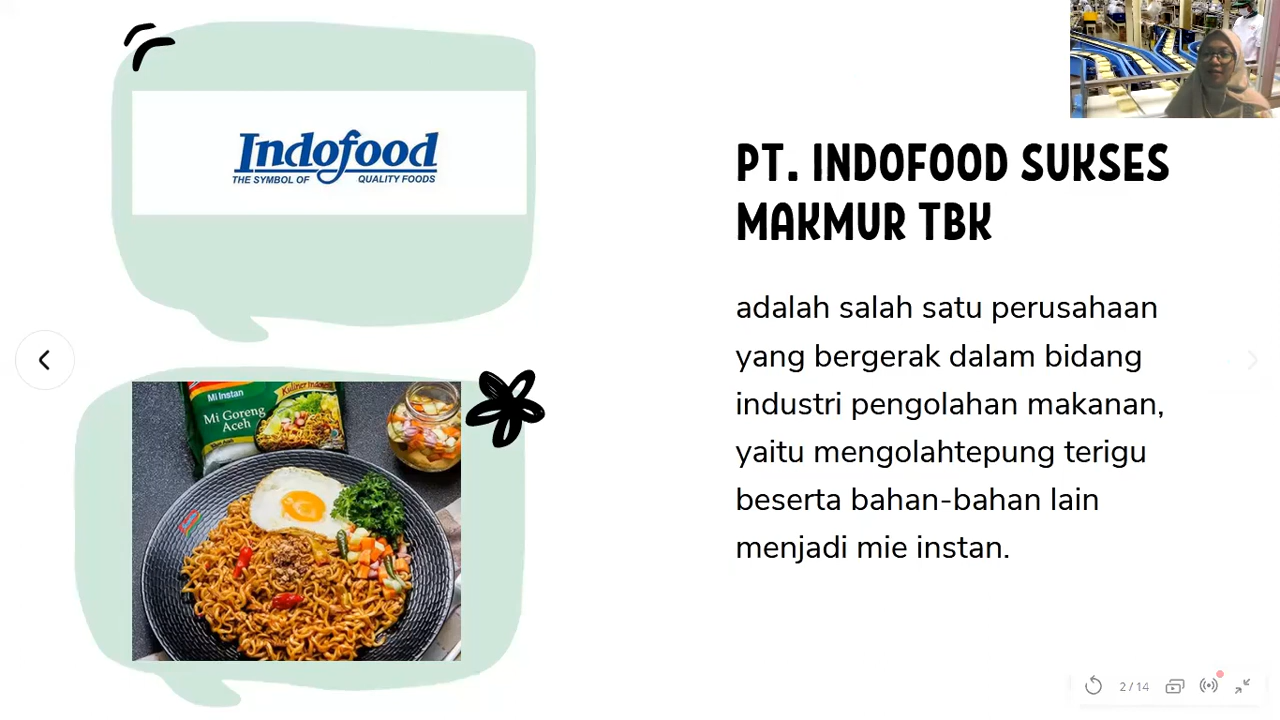 Indofood
THE SYMBOL OF QUALITY FOODS
PT. INDOFOOD SUKSES
MAKMUR TBK
adalah salah satu perusahaan
yang bergerak dalam bidang
industri pengolahan makanan,
yaitu mengolahtepung terigu
beserta bahan-bahan lain
menjadi mie instan.
Mi Instan
Kuliner Indonesia
Mi Goreng
Aceh
2 / 14